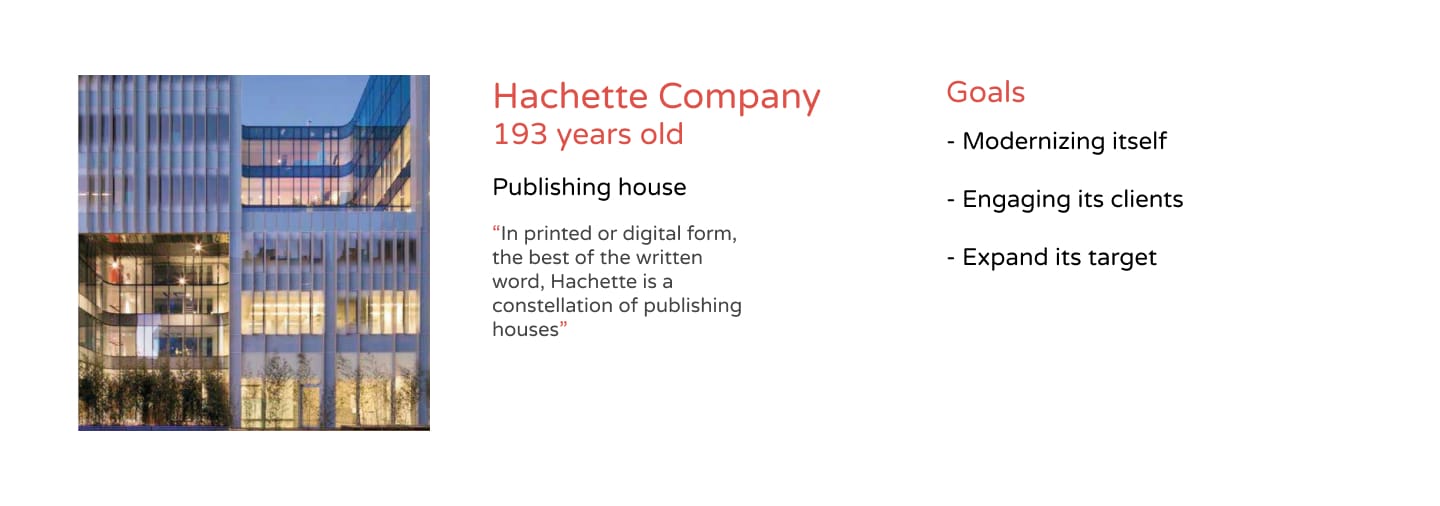 Hachette Company
193 years old
Publishing house
“In printed or digital form,
the best of the written
word, Hachette is a
constellation of publishing
houses”
Goals
- Modernizing itself
- Engaging its clients
- Expand its target